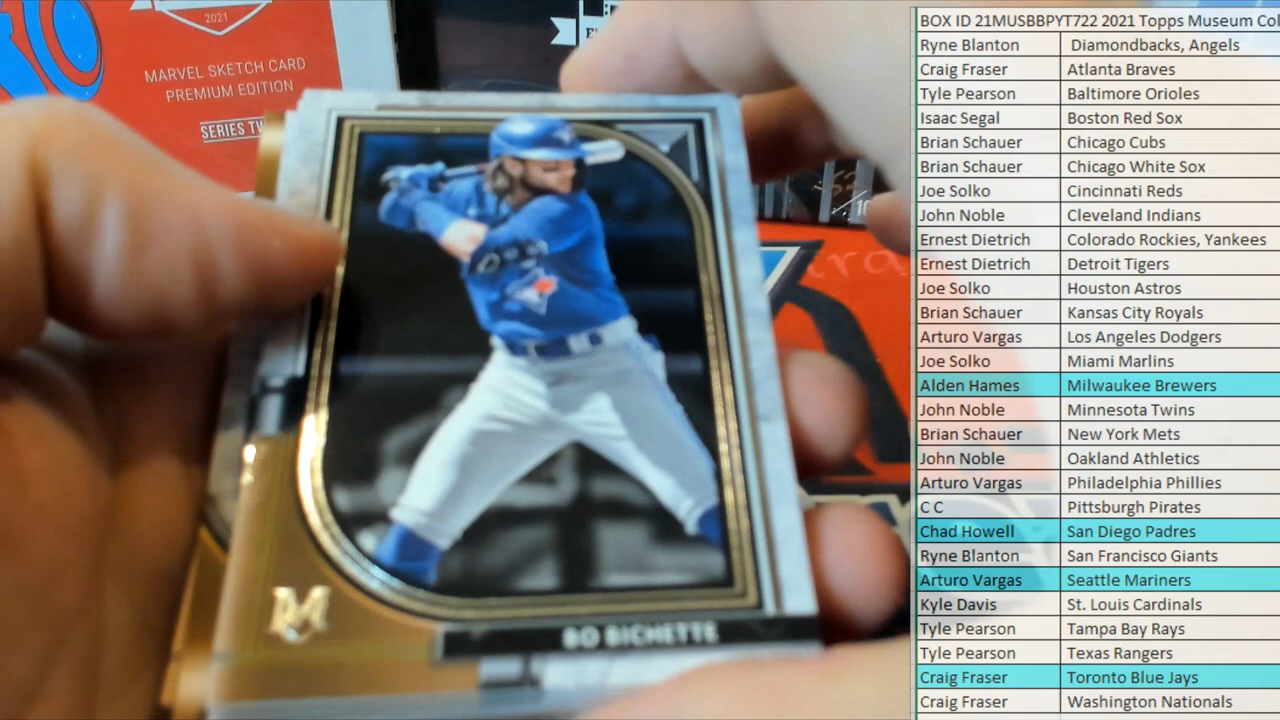 2021
MARVEL SKETCH CARD
PREMIUM EDITION
SERIES TW
M
BO BICHETTE
BOX ID 21MUSBBPYT722 2021 Topps Museum Col
Ryne Blanton Diamondbacks, Angels
Craig Fraser Atlanta Braves
Tyle Pearson Baltimore Orioles
Isaac Segal Boston Red Sox
Brian Schauer Chicago Cubs
Brian Schauer Chicago White Sox
Joe Solko Cincinnati Reds
John Noble Cleveland Indians
Ernest Dietrich Colorado Rockies, Yankees
Ernest Dietrich Detroit Tigers
Joe Solko Houston Astros
Brian Schauer Kansas City Royals
Arturo Vargas Los Angeles Dodgers
Joe Solko Miami Marlins
Alden Hames Milwaukee Brewers
John Noble Minnesota Twins
Brian Schauer New York Mets
John Noble Oakland Athletics
Arturo Vargas Philadelphia Phillies
C C Pittsburgh Pirates
Chad Howell San Diego Padres
Ryne Blanton San Francisco Giants
Arturo Vargas Seattle Mariners
Kyle Davis St. Louis Cardinals
Tyle Pearson Tampa Bay Rays
Tyle Pearson Texas Rangers
Craig Fraser Toronto Blue Jays
Craig Fraser Washington Nationals